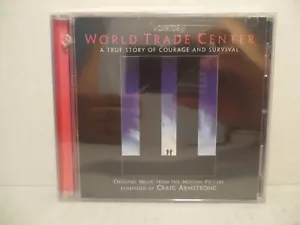 WORLD TRADE CENTER
A TRUE STORY OF COURAGE AND SURVIVAL
ORIGINAL MUSIC FROM THE MOTION PICTURE
COMPOSED BY CRAIG ARMSTRONG